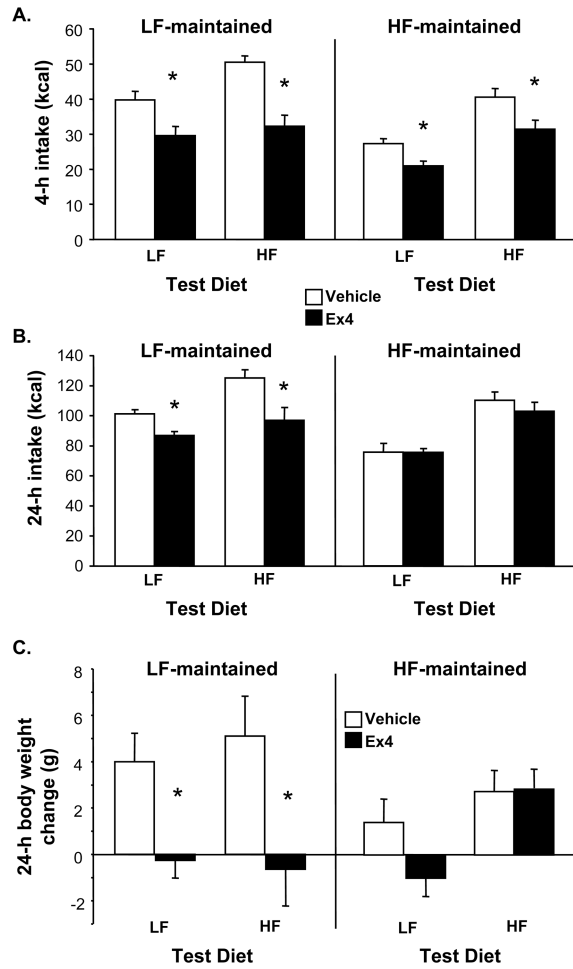 A.
LF-maintained HF-maintained
4-h intake (kcal)
60
50
40
30
20
10
0
* * * *
LF HF LF HF
Test Diet Test Diet
Vehicle
Ex4
B.
LF-maintained HF-maintained
24-h intake (kcal)
140
120
100
80
60
40
20
0
* *
LF HF LF HF
Test Diet Test Diet
C.
LF-maintained HF-maintained
24-h body weight
change (g)
8
6
4
2
0
-2
Vehicle
Ex4
* *
LF HF LF HF
Test Diet Test Diet